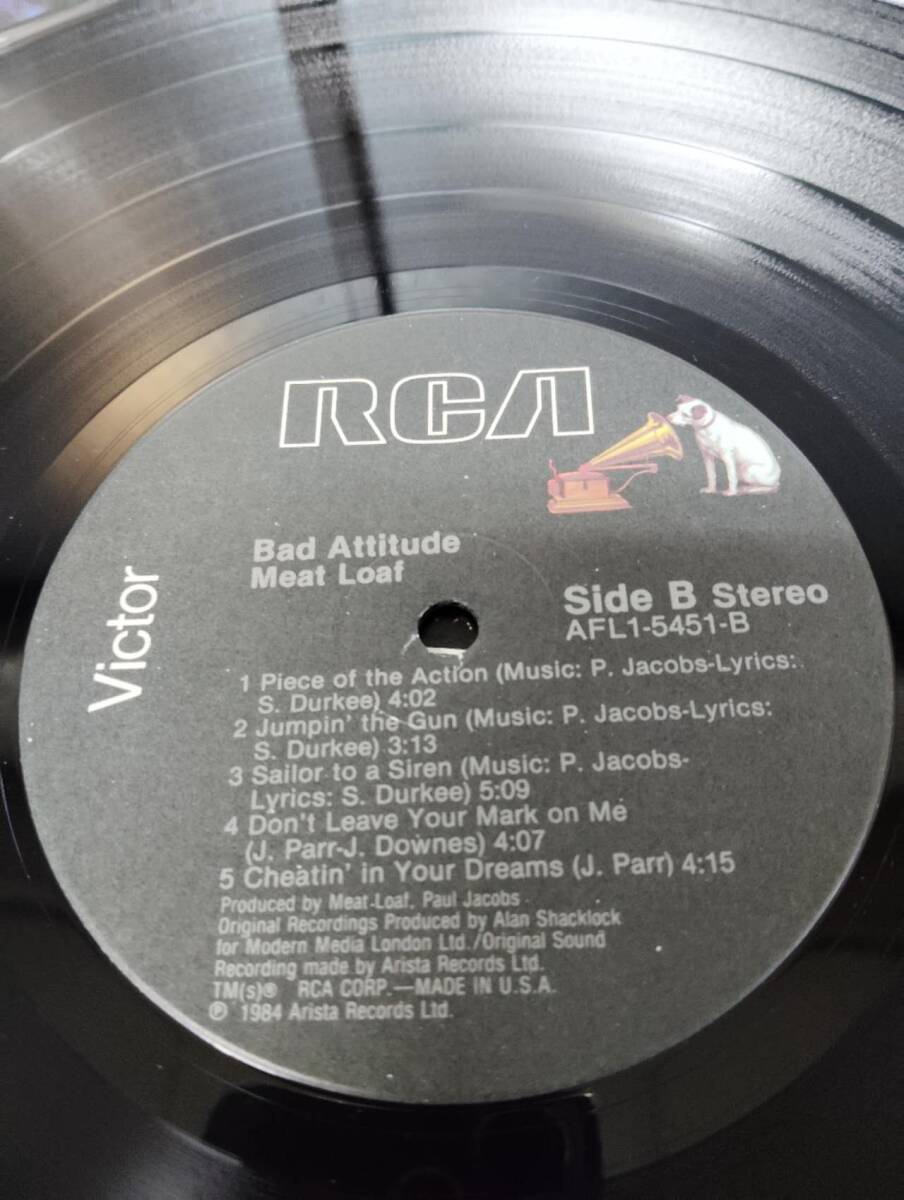 RCA
Victor
Bad Attitude
Meat Loaf
Side B Stereo
AFL1-5451-B
1 Piece of the Action (Music: P. Jacobs-Lyrics:
S. Durkee) 4:02
2 Jumpin' the Gun (Music: P. Jacobs-Lyrics:
S. Durkee) 3:13
3 Sailor to a Siren (Music: P. Jacobs-
Lyrics: S. Durkee) 5:09
4 Don't Leave Your Mark on Me
(J. Parr-J. Downes) 4:07
5 Cheatin' in Your Dreams (J. Parr) 4:15
Produced by Meat Loaf, Paul Jacobs
Original Recordings Produced by Alan Shacklock
for Modern Media London Ltd./Original Sound
Recording made by Arista Records Ltd.
TM(s)® RCA CORP.—MADE IN U.S.A.
℗ 1984 Arista Records Ltd.